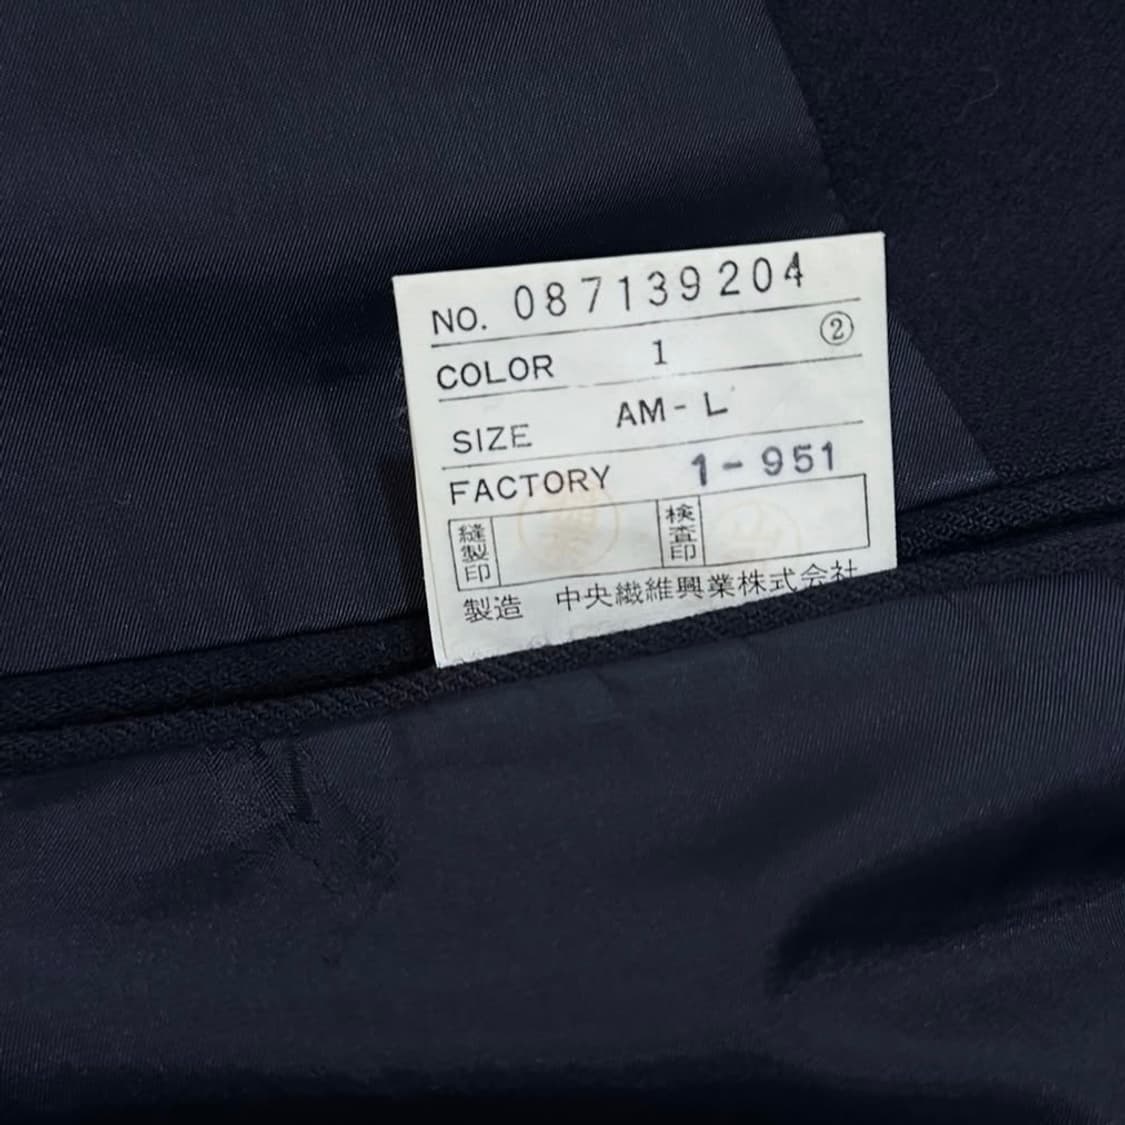 NO. 087139204
COLOR 1 ②
SIZE AM-L
FACTORY 1-951
縫製印 検査印
製造 中央繊維興業株式会社